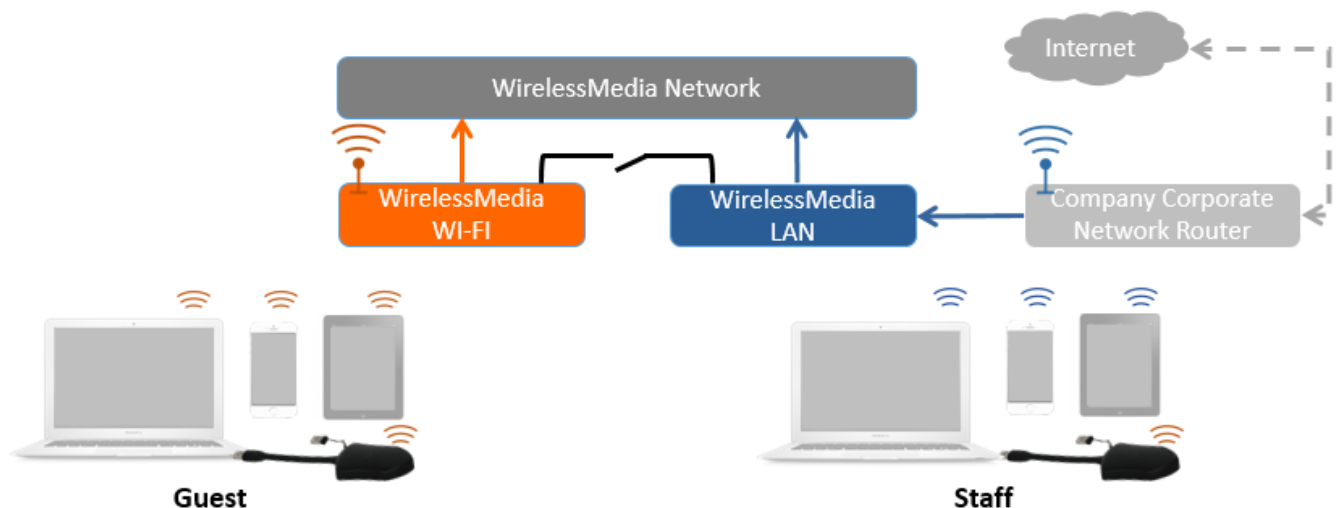 Internet
WirelessMedia Network
WirelessMedia
WI-FI
WirelessMedia
LAN
Company Corporate
Network Router
Guest
Staff